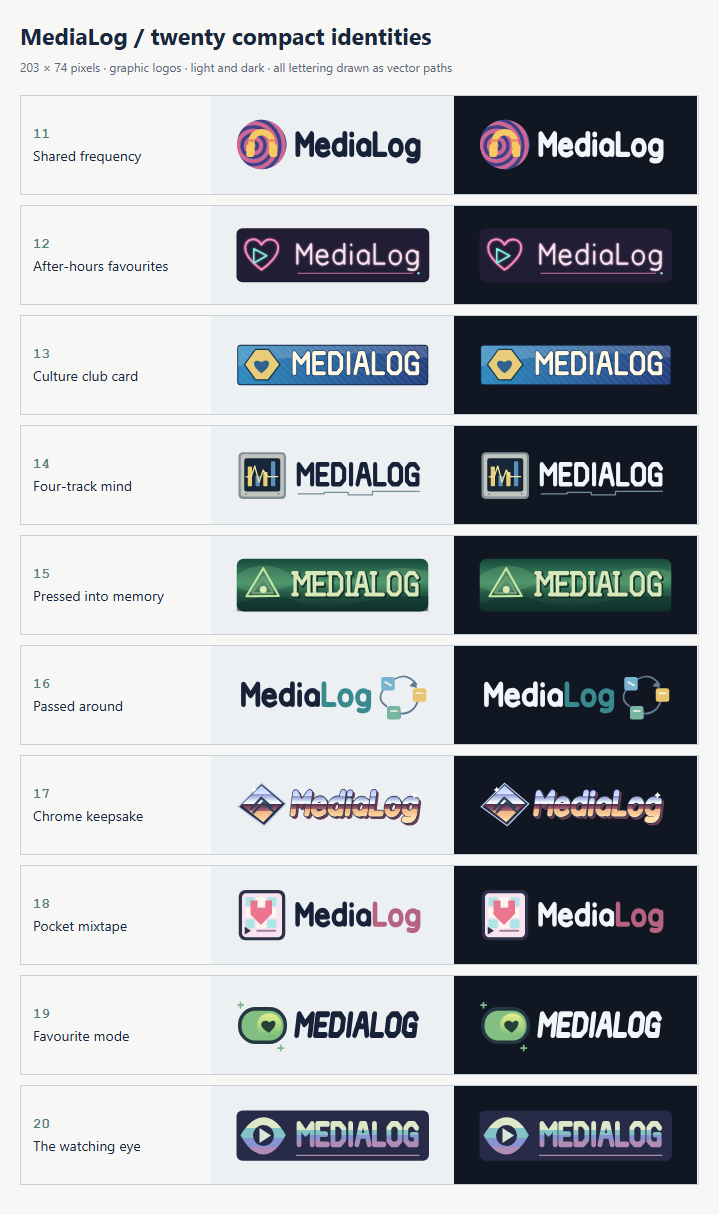 MediaLog / twenty compact identities
203 × 74 pixels · graphic logos · light and dark · all lettering drawn as vector paths
11
Shared frequency
MediaLog
MediaLog
12
After-hours favourites
MediaLog
MediaLog
13
Culture club card
MEDIALOG
MEDIALOG
14
Four-track mind
MEDIALOG
MEDIALOG
15
Pressed into memory
MEDIALOG
MEDIALOG
16
Passed around
MediaLog
MediaLog
17
Chrome keepsake
MediaLog
MediaLog
18
Pocket mixtape
MediaLog
MediaLog
19
Favourite mode
MEDIALOG
MEDIALOG
20
The watching eye
MEDIALOG
MEDIALOG